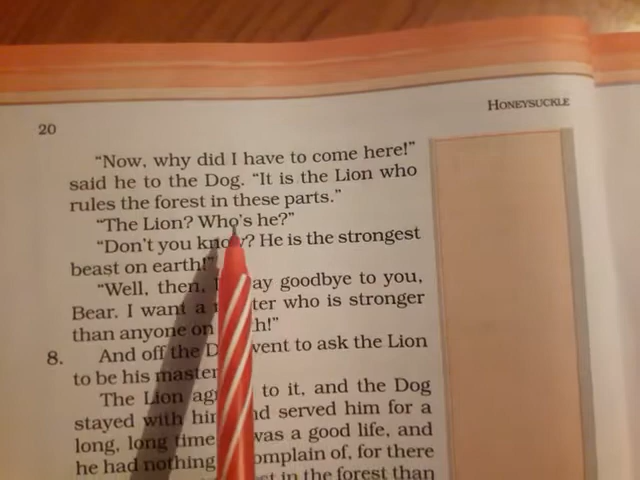 HONEYSUCKLE
20
“Now, why did I have to come here!”
said he to the Dog. “It is the Lion who
rules the forest in these parts.”
“The Lion? Who's he?”
“Don't you know? He is the strongest
beast on earth!”
“Well, then, I say goodbye to you,
Bear. I want a master who is stronger
than anyone on earth!”
8. And off the Dog went to ask the Lion
to be his master
The Lion agreed to it, and the Dog
stayed with him and served him for a
long, long time was a good life, and
he had nothing complain of, for there
in the forest than